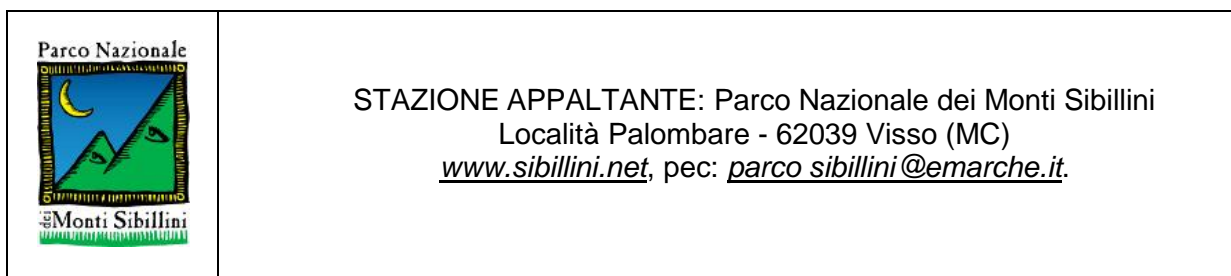 Parco Nazionale
dei Monti Sibillini
STAZIONE APPALTANTE: Parco Nazionale dei Monti Sibillini
Località Palombare - 62039 Visso (MC)
www.sibillini.net, pec: parco sibillini@emarche.it.